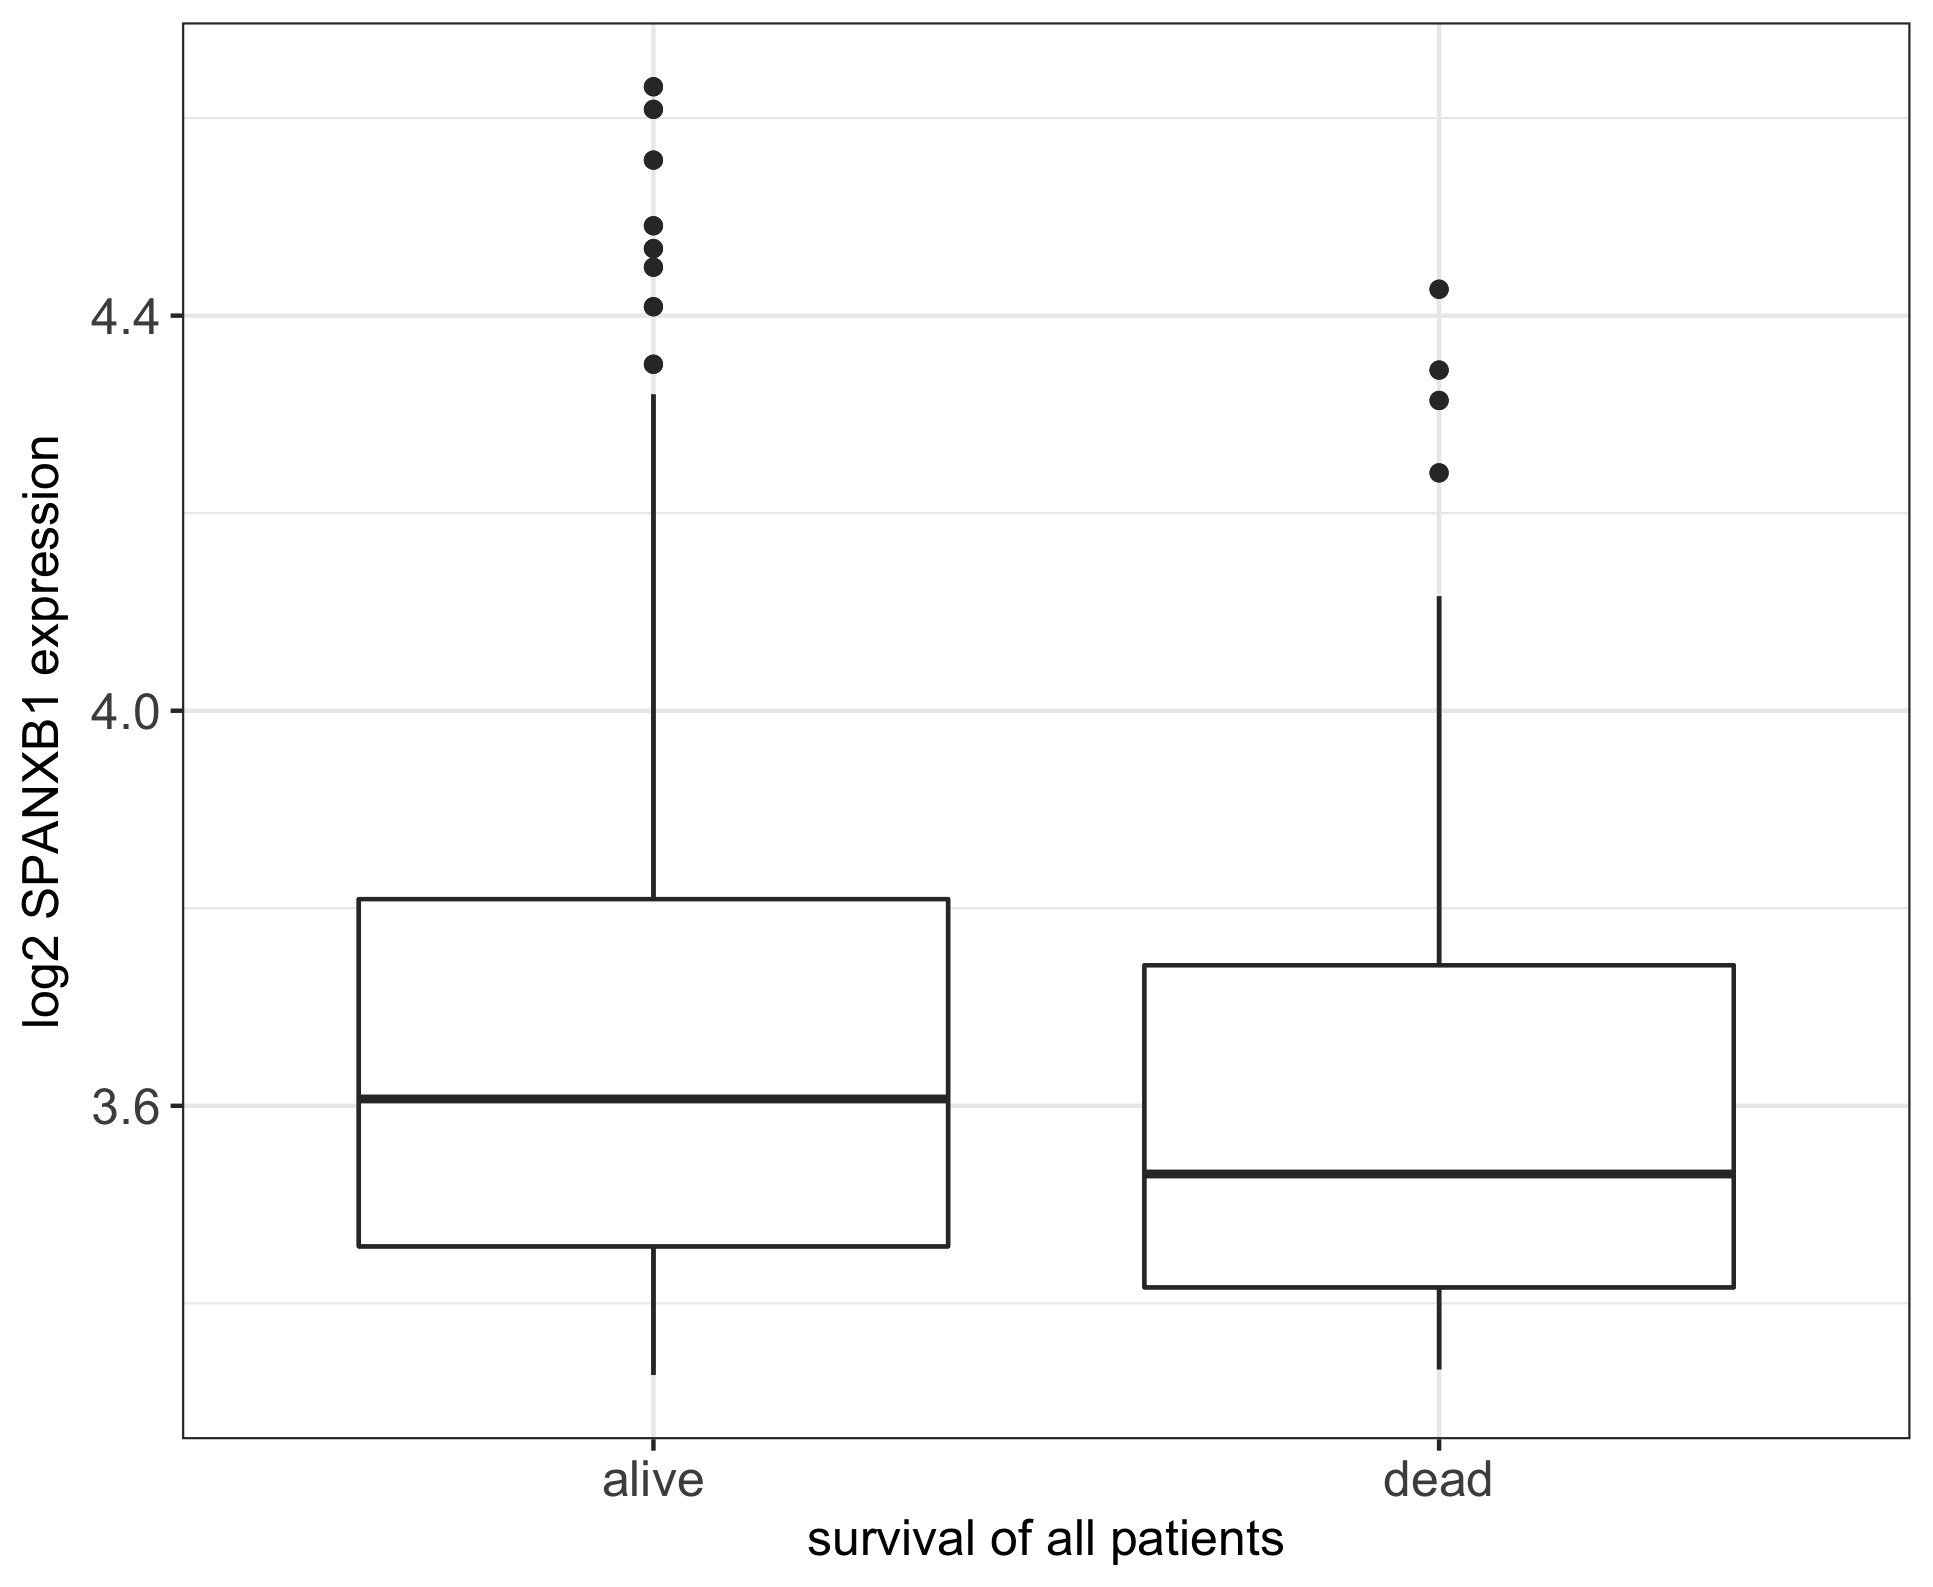 log2 SPANXB1 expression
4.4
4.0
3.6
alive dead
survival of all patients